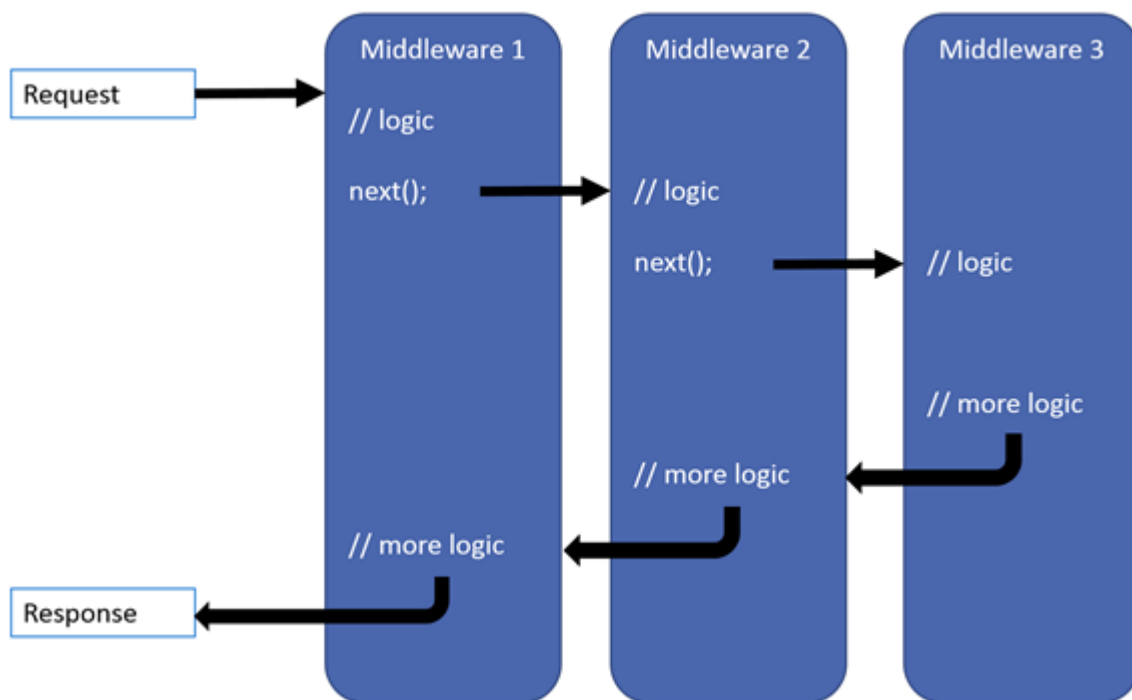 Middleware 1
Middleware 2
Middleware 3
Request
// logic
next();
// logic
next();
// logic
// more logic
// more logic
// more logic
Response